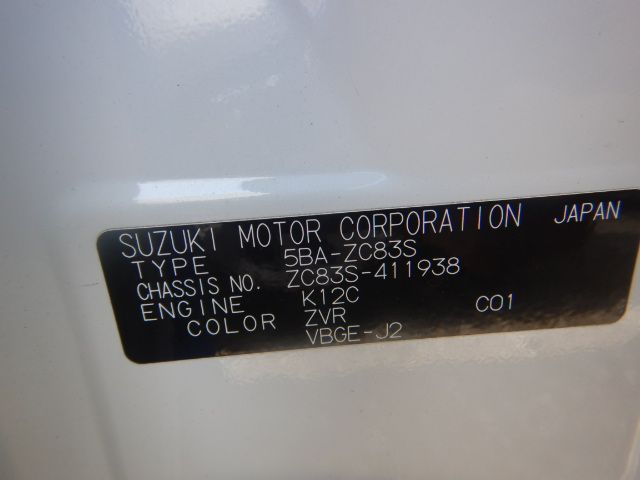 SUZUKI MOTOR CORPORATION JAPAN
TYPE 5BA-ZC83S
CHASSIS NO. ZC83S-411938
ENGINE K12C
COLOR ZVR C01
VBGE-J2